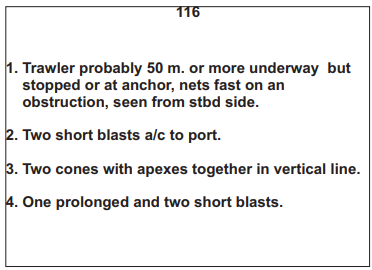 116
1. Trawler probably 50 m. or more underway but
stopped or at anchor, nets fast on an
obstruction, seen from stbd side.
2. Two short blasts a/c to port.
3. Two cones with apexes together in vertical line.
4. One prolonged and two short blasts.